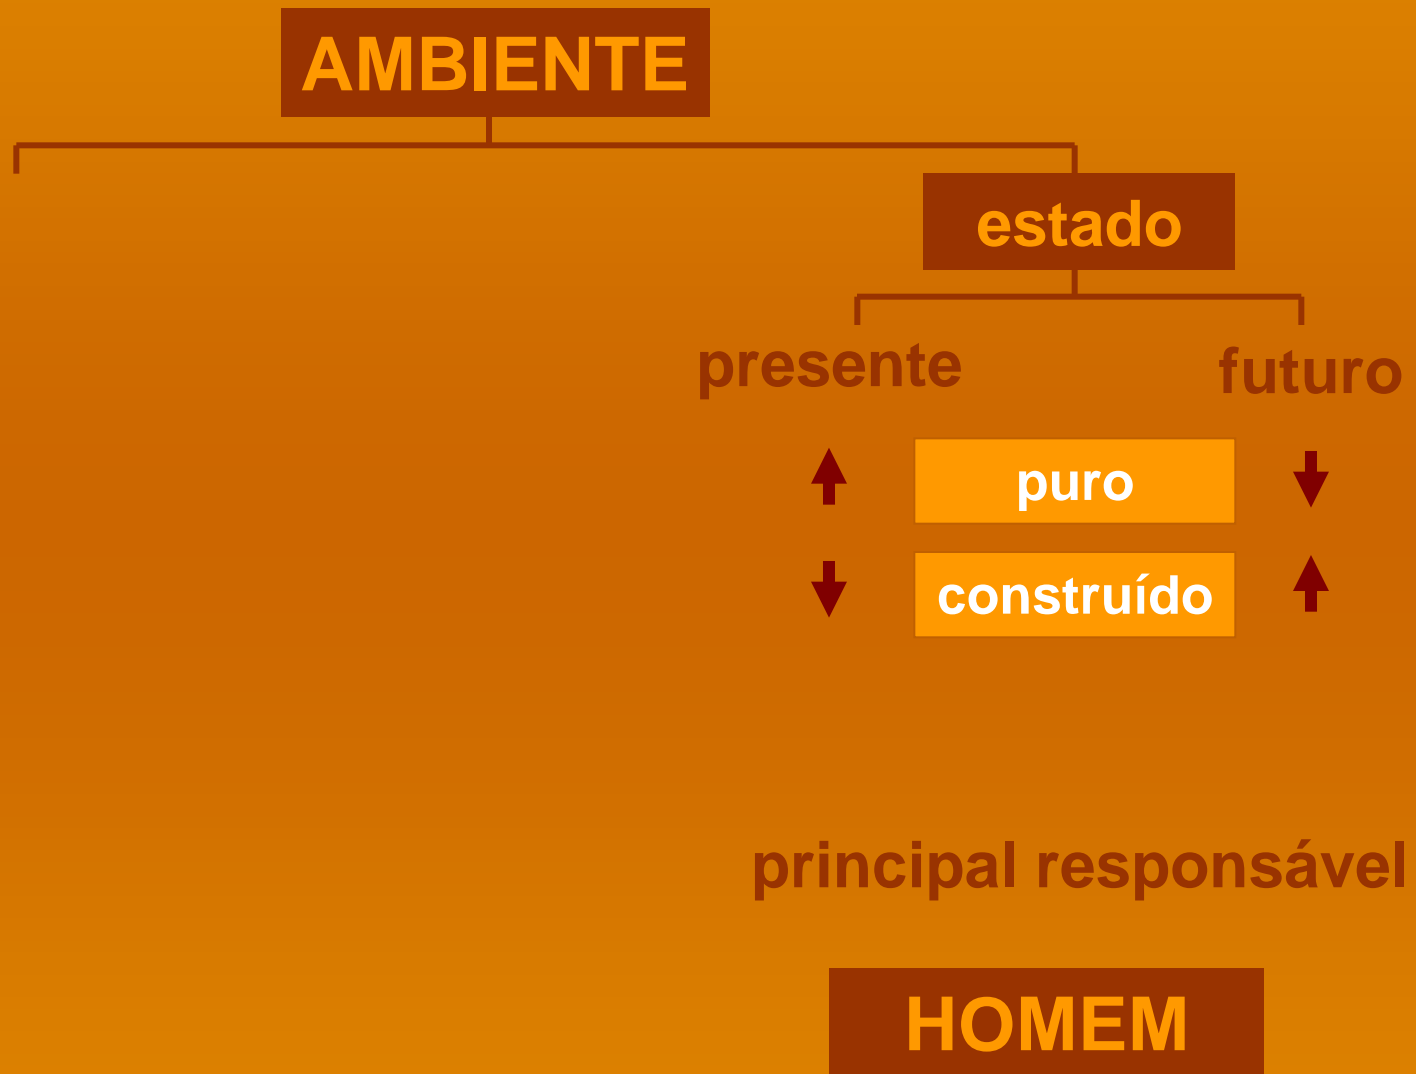 AMBIENTE
estado
presente futuro
puro
construído
principal responsável
HOMEM